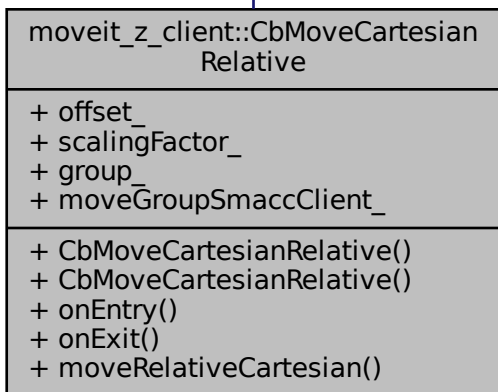 moveit_z_client::CbMoveCartesian
Relative
+ offset_
+ scalingFactor_
+ group_
+ moveGroupSmaccClient_
+ CbMoveCartesianRelative()
+ CbMoveCartesianRelative()
+ onEntry()
+ onExit()
+ moveRelativeCartesian()